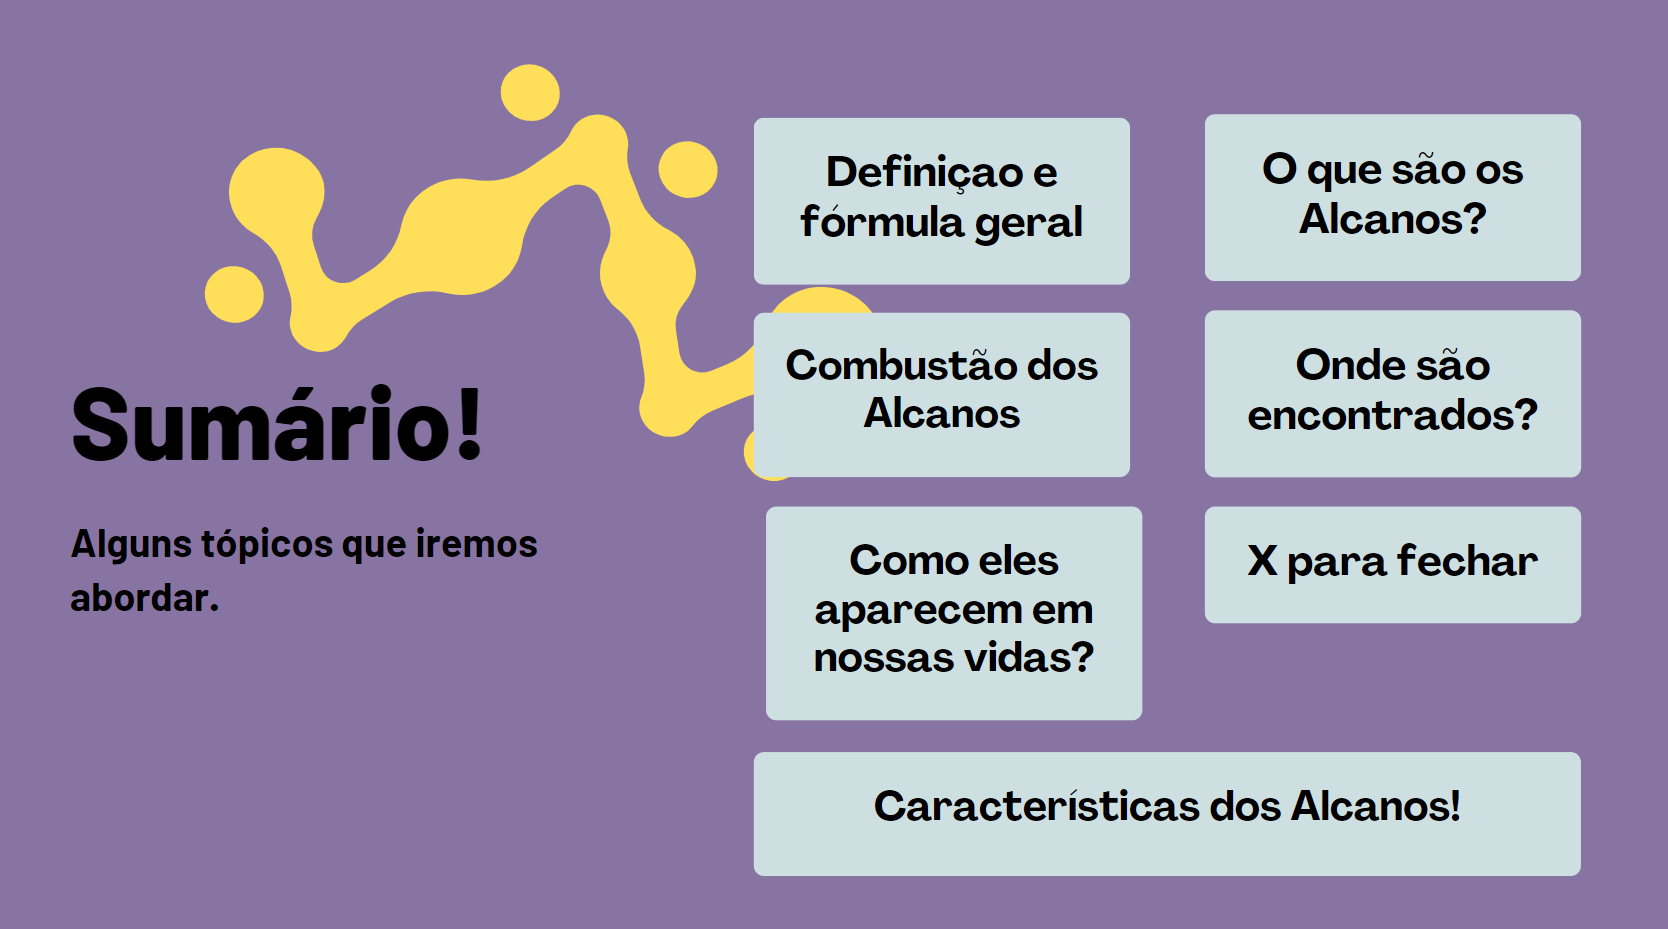 Sumário!
Alguns tópicos que iremos
abordar.
Definiçao e
fórmula geral
O que são os
Alcanos?
Combustão dos
Alcanos
Onde são
encontrados?
Como eles
aparecem em
nossas vidas?
X para fechar
Características dos Alcanos!